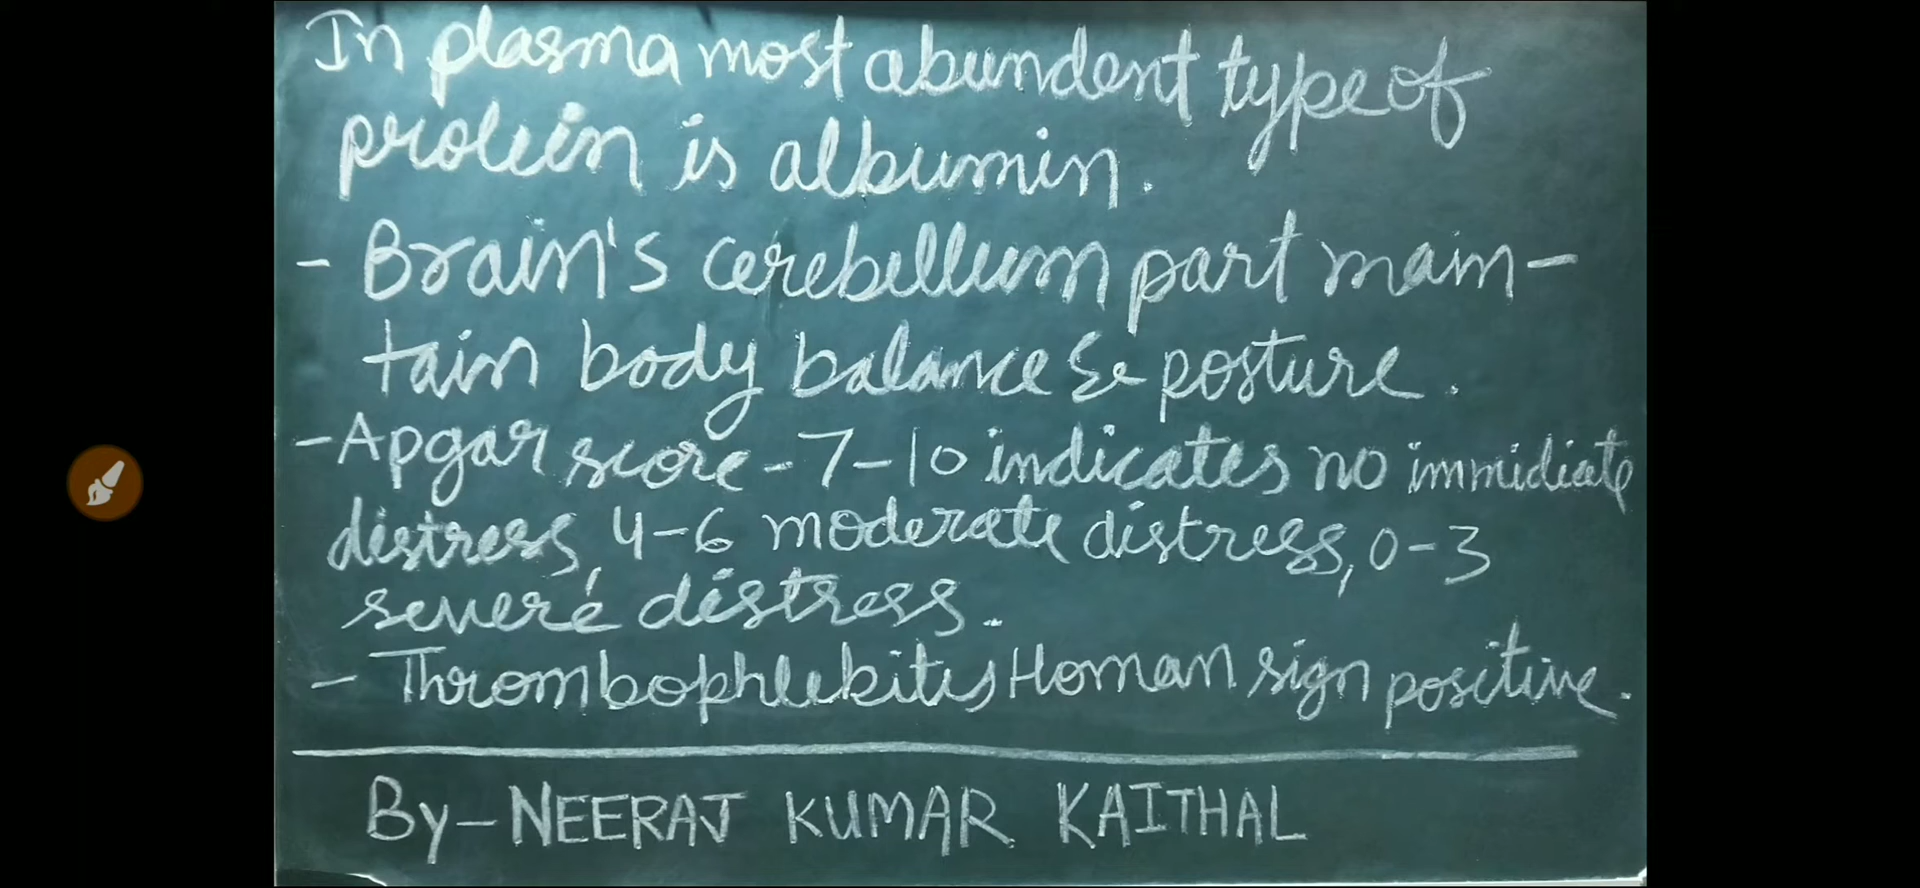 In plasma most abundent type of
protein is albumin.
- Brain's cerebellum part main-
tain body balance & posture.
- Apgar score - 7-10 indicates no immidiate
distress, 4-6 moderate distress, 0-3
severe distress.
- Thrombophlebitis Homan sign positive.
By- NEERAJ KUMAR KAITHAL